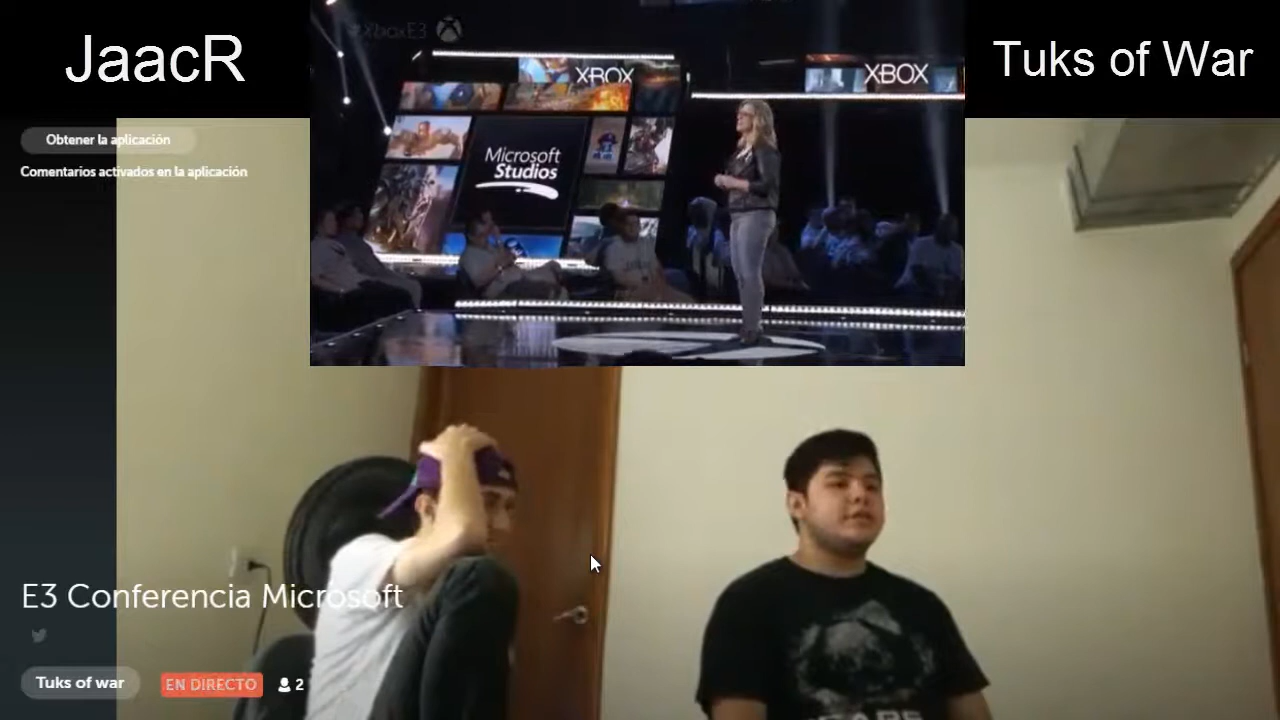 JaacR
#XboxE3
XBOX
XBOX
Tuks of War
Microsoft
Studios
Obtener la aplicación
Comentarios activados en la aplicación
E3 Conferencia Microsoft
Tuks of war
EN DIRECTO
2